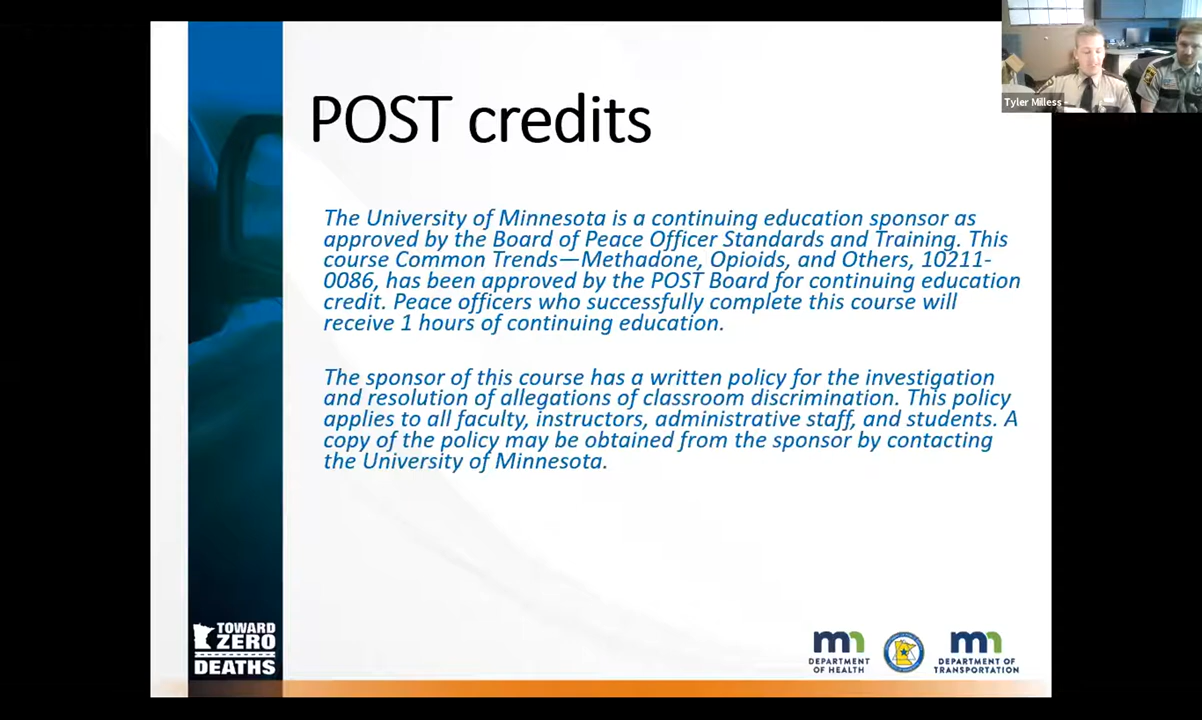 POST credits
Tyler Milless
The University of Minnesota is a continuing education sponsor as
approved by the Board of Peace Officer Standards and Training. This
course Common Trends—Methadone, Opioids, and Others, 10211-
0086, has been approved by the POST Board for continuing education
credit. Peace officers who successfully complete this course will
receive 1 hours of continuing education.
The sponsor of this course has a written policy for the investigation
and resolution of allegations of classroom discrimination. This policy
applies to all faculty, instructors, administrative staff, and students. A
copy of the policy may be obtained from the sponsor by contacting
the University of Minnesota.
TOWARD
ZERO
DEATHS
mn
DEPARTMENT
OF HEALTH
mn
DEPARTMENT OF
TRANSPORTATION